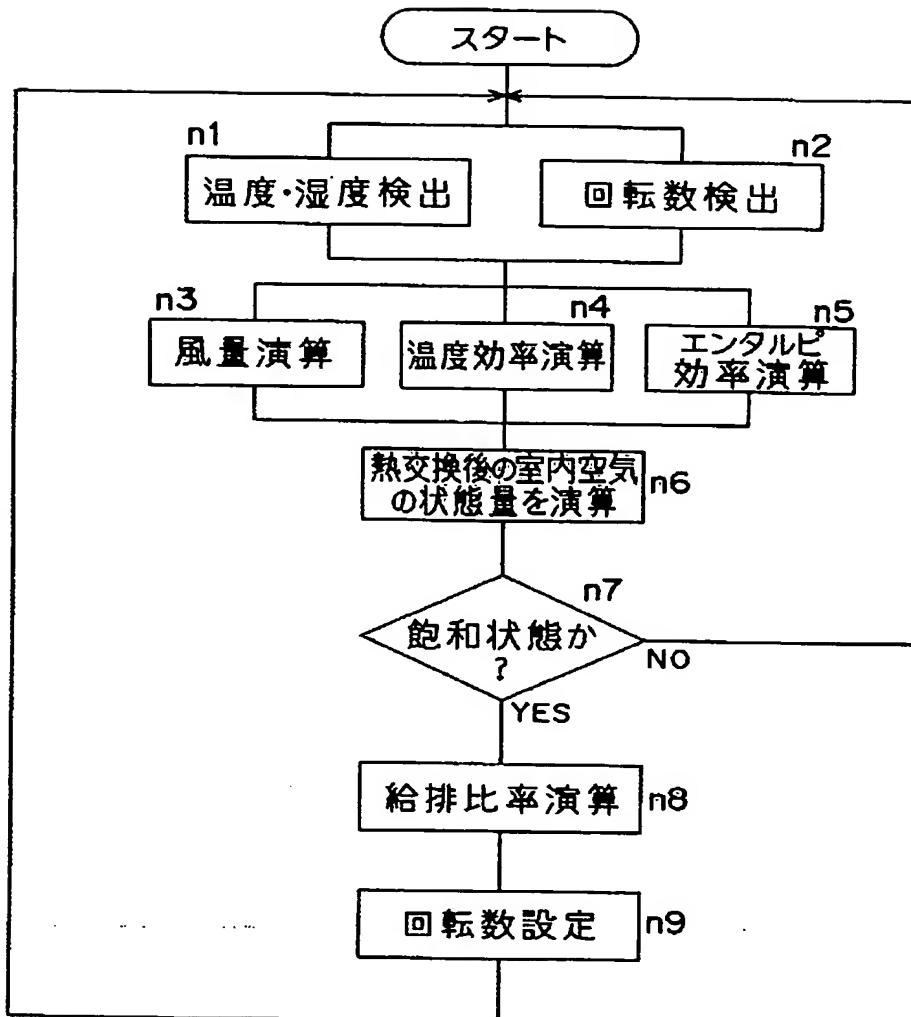 スタート
n1
温度・湿度検出
n2
回転数検出
n3
風量演算
n4
温度効率演算
n5
エンタルピ
効率演算
熱交換後の室内空気
の状態量を演算
n6
n7
飽和状態か
?
NO
YES
給排比率演算
n8
回転数設定
n9